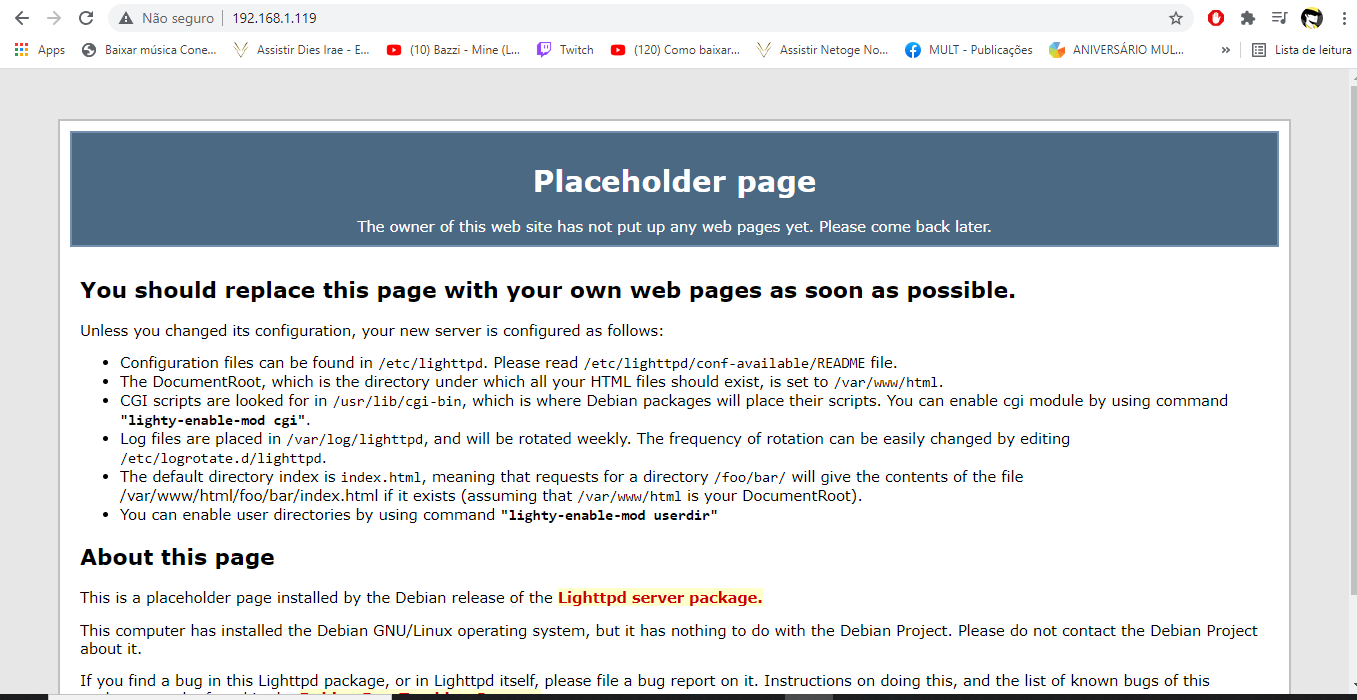 Não seguro 192.168.1.119
Apps Baixar música Cone... Assistir Dies Irae - E... (10) Bazzi - Mine (L... Twitch (120) Como baixar... Assistir Netoge No... MULT - Publicações ANIVERSÁRIO MUL... » Lista de leitura
Placeholder page
The owner of this web site has not put up any web pages yet. Please come back later.
You should replace this page with your own web pages as soon as possible.
Unless you changed its configuration, your new server is configured as follows:
• Configuration files can be found in /etc/lighttpd. Please read /etc/lighttpd/conf-available/README file.
• The DocumentRoot, which is the directory under which all your HTML files should exist, is set to /var/www/html.
• CGI scripts are looked for in /usr/lib/cgi-bin, which is where Debian packages will place their scripts. You can enable cgi module by using command
"lighty-enable-mod cgi".
• Log files are placed in /var/log/lighttpd, and will be rotated weekly. The frequency of rotation can be easily changed by editing
/etc/logrotate.d/lighttpd.
• The default directory index is index.html, meaning that requests for a directory /foo/bar/ will give the contents of the file
/var/www/html/foo/bar/index.html if it exists (assuming that /var/www/html is your DocumentRoot).
• You can enable user directories by using command "lighty-enable-mod userdir"
About this page
This is a placeholder page installed by the Debian release of the Lighttpd server package.
This computer has installed the Debian GNU/Linux operating system, but it has nothing to do with the Debian Project. Please do not contact the Debian Project
about it.
If you find a bug in this Lighttpd package, or in Lighttpd itself, please file a bug report on it. Instructions on doing this, and the list of known bugs of this